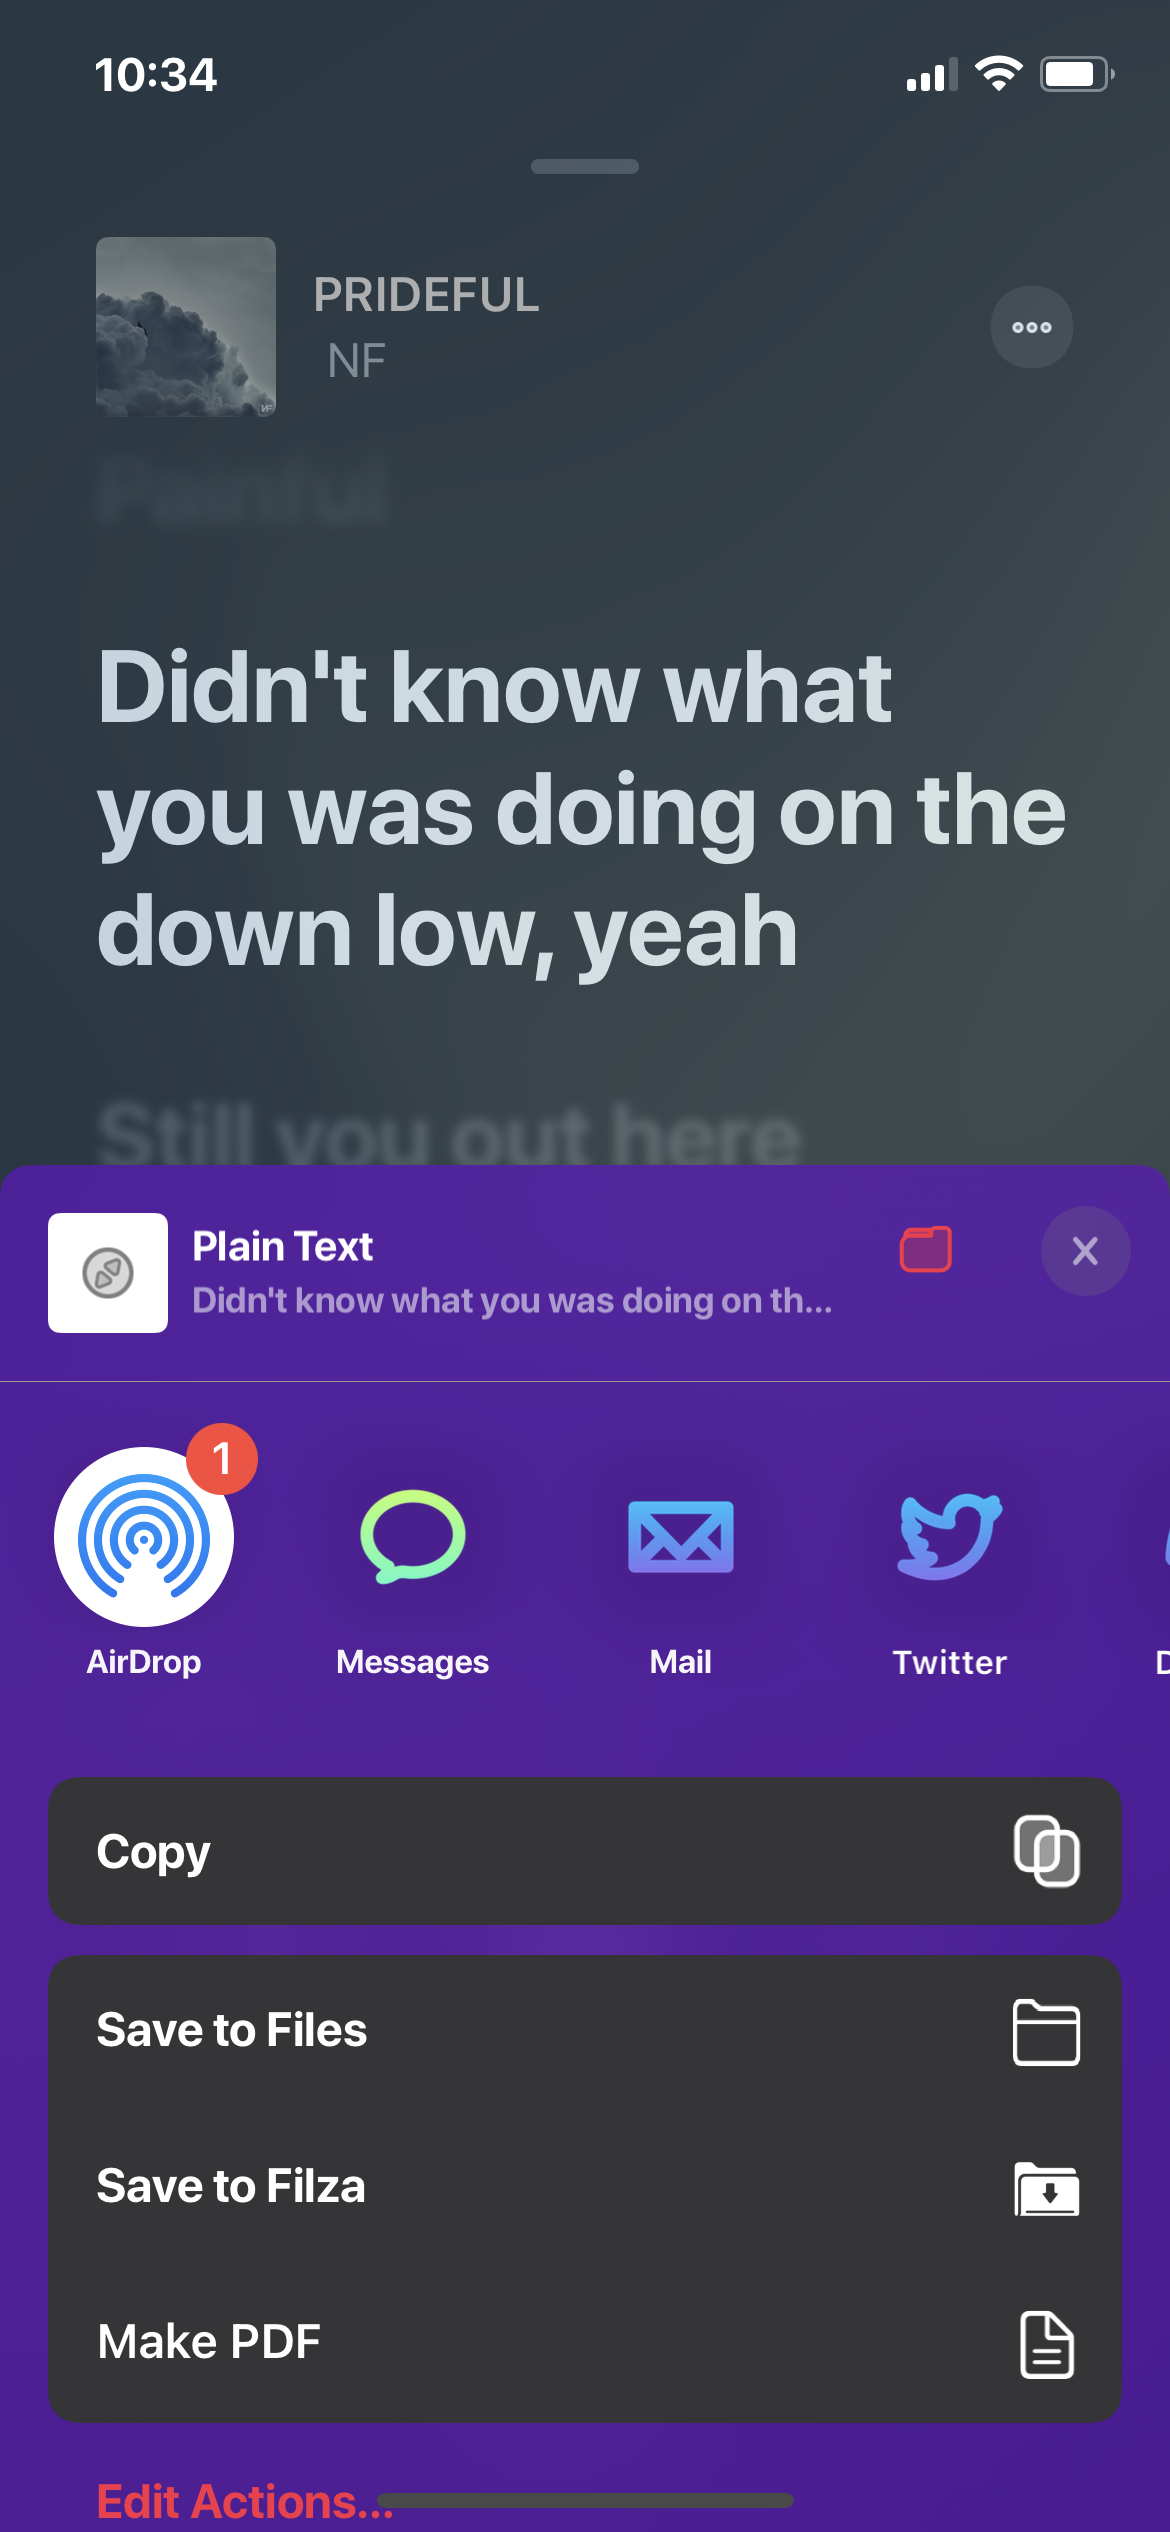 10:34
PRIDEFUL
NF
Painful
Didn't know what
you was doing on the
down low, yeah
Still you out here
Plain Text
Didn't know what you was doing on th...
1
AirDrop
Messages
Mail
Twitter
D
Copy
Save to Files
Save to Filza
Make PDF
Edit Actions...